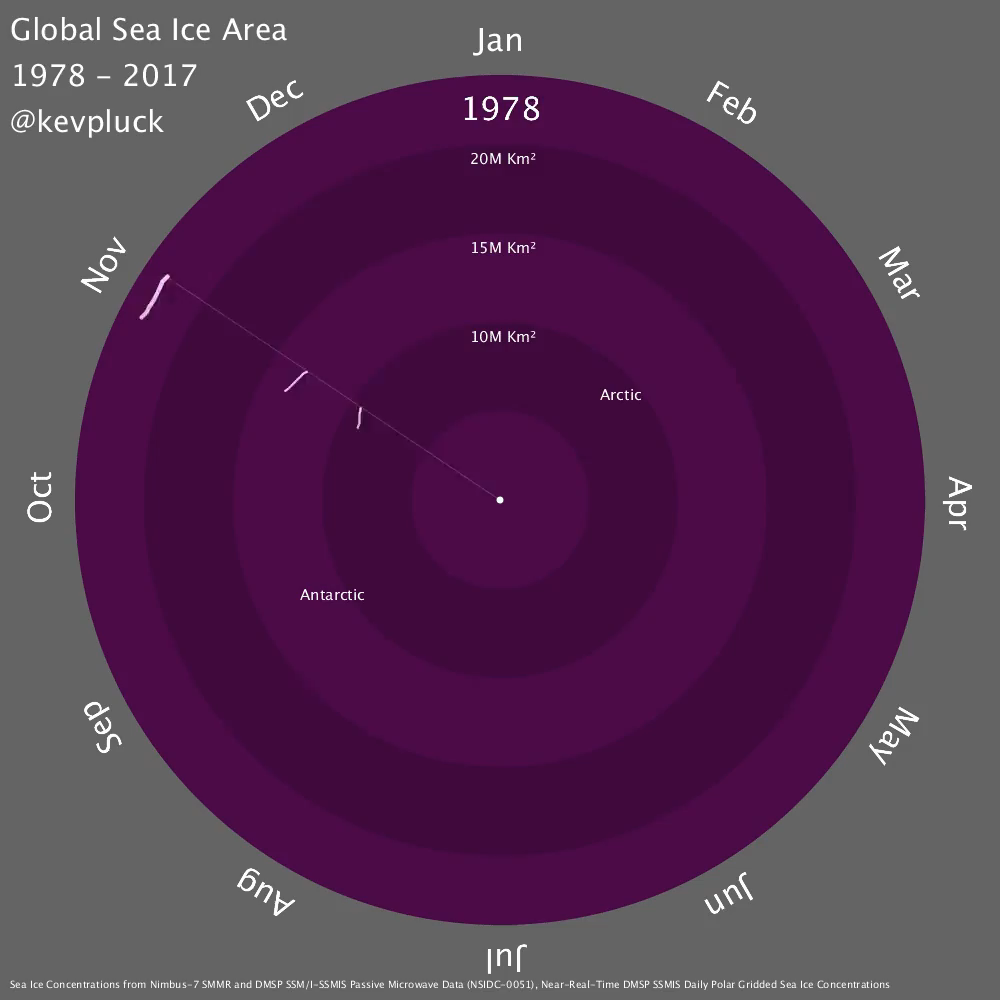 Global Sea Ice Area
1978 – 2017
@kevpluck
Jan
Feb
Mar
Apr
May
Jun
Jul
Aug
Sep
Oct
Nov
Dec
1978
20M Km²
15M Km²
10M Km²
Arctic
Antarctic
Sea Ice Concentrations from Nimbus-7 SMMR and DMSP SSM/I-SSMIS Passive Microwave Data (NSIDC-0051), Near-Real-Time DMSP SSMIS Daily Polar Gridded Sea Ice Concentrations